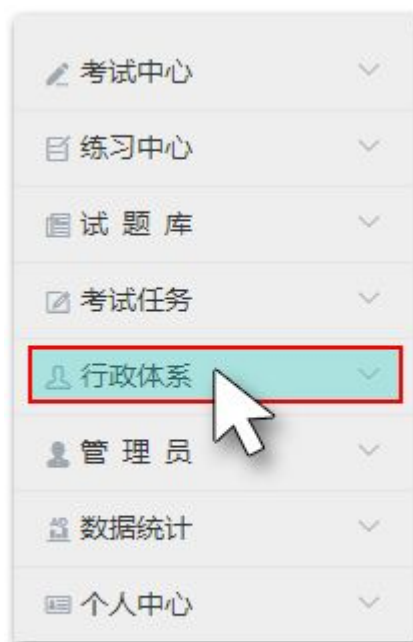 考试中心
练习中心
试 题 库
考试任务
行政体系
管 理 员
数据统计
个人中心